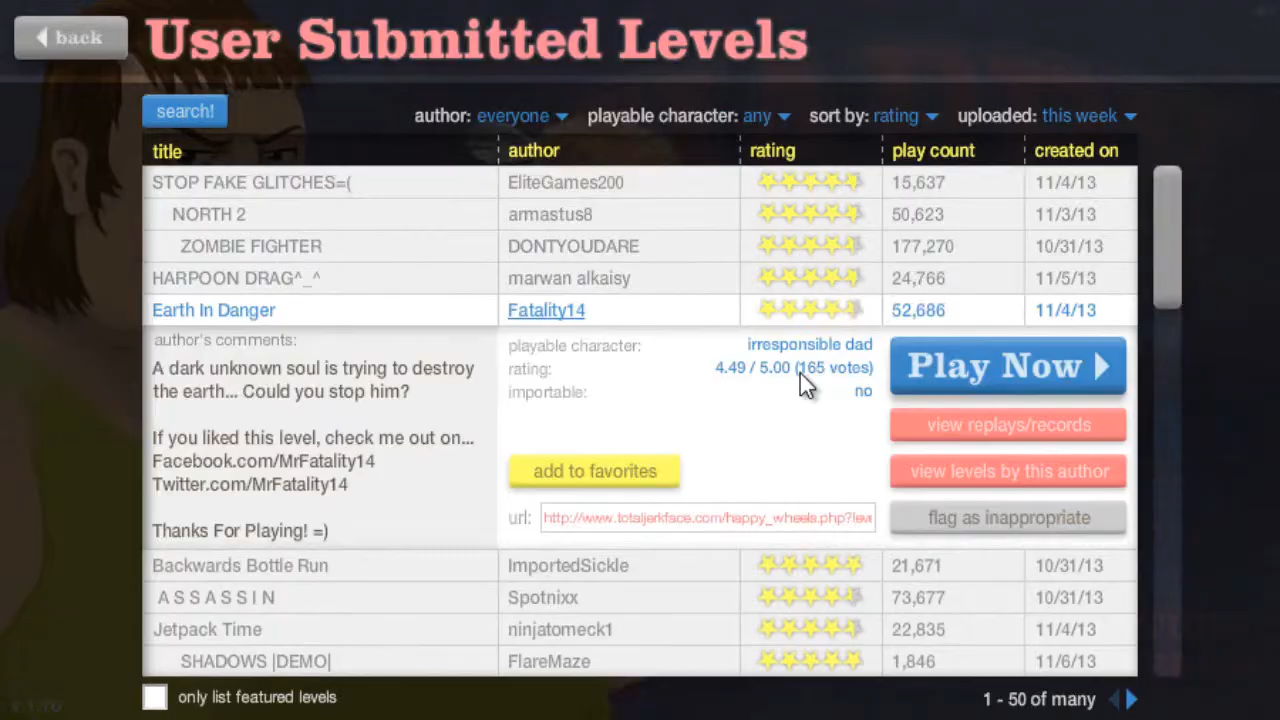 back
User Submitted Levels
search!
author: everyone playable character: any sort by: rating uploaded: this week
title author rating play count created on
STOP FAKE GLITCHES=( EliteGames200 15,637 11/4/13
NORTH 2 armastus8 50,623 11/3/13
ZOMBIE FIGHTER DONTYOUDARE 177,270 10/31/13
HARPOON DRAG^_^ marwan alkaisy 24,766 11/5/13
Earth In Danger Fatality14 52,686 11/4/13
author's comments:
A dark unknown soul is trying to destroy
the earth... Could you stop him?
If you liked this level, check me out on...
Facebook.com/MrFatality14
Twitter.com/MrFatality14
Thanks For Playing! =)
playable character: irresponsible dad
rating: 4.49 / 5.00 (165 votes)
importable: no
add to favorites
url: http://www.totaljerkface.com/happy_wheels.php?leve
Play Now
view replays/records
view levels by this author
flag as inappropriate
Backwards Bottle Run ImportedSickle 21,671 10/31/13
A S S A S S I N Spotnixx 73,677 10/31/13
Jetpack Time ninjatomeck1 22,835 11/4/13
SHADOWS |DEMO| FlareMaze 1,846 11/6/13
only list featured levels
1 - 50 of many